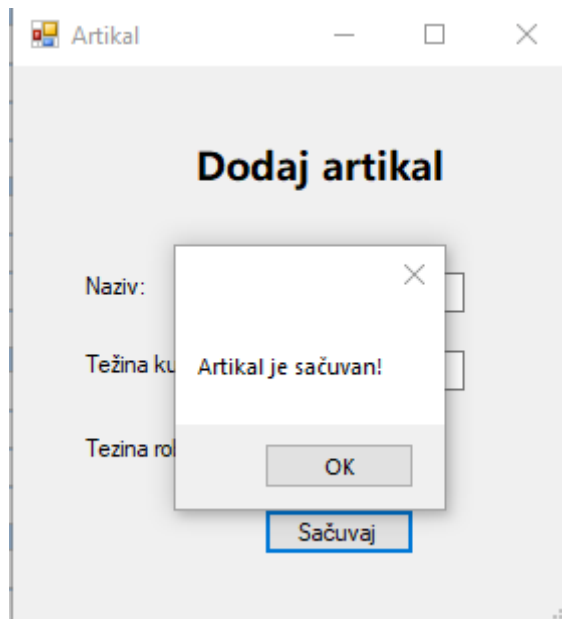 Artikal
Dodaj artikal
Naziv:
Težina ku
Artikal je sačuvan!
Tezina rol
OK
Sačuvaj